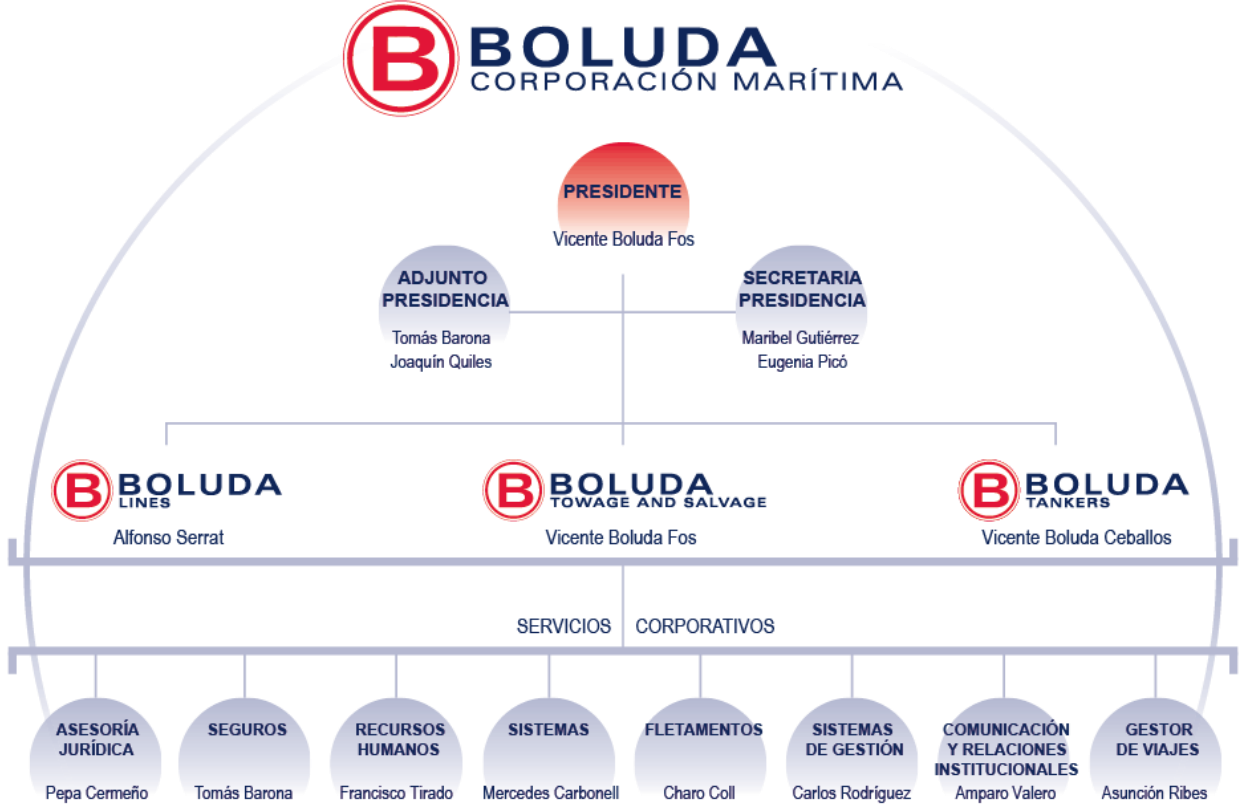 B BOLUDA
CORPORACIÓN MARÍTIMA
PRESIDENTE
Vicente Boluda Fos
ADJUNTO
PRESIDENCIA
Tomás Barona
Joaquín Quiles
SECRETARIA
PRESIDENCIA
Maribel Gutiérrez
Eugenia Picó
B BOLUDA
LINES
Alfonso Serrat
B BOLUDA
TOWAGE AND SALVAGE
Vicente Boluda Fos
B BOLUDA
TANKERS
Vicente Boluda Ceballos
SERVICIOS CORPORATIVOS
ASESORÍA
JURÍDICA
Pepa Cermeño
SEGUROS
Tomás Barona
RECURSOS
HUMANOS
Francisco Tirado
SISTEMAS
Mercedes Carbonell
FLETAMENTOS
Charo Coll
SISTEMAS
DE GESTIÓN
Carlos Rodríguez
COMUNICACIÓN
Y RELACIONES
INSTITUCIONALES
Amparo Valero
GESTOR
DE VIAJES
Asunción Ribes